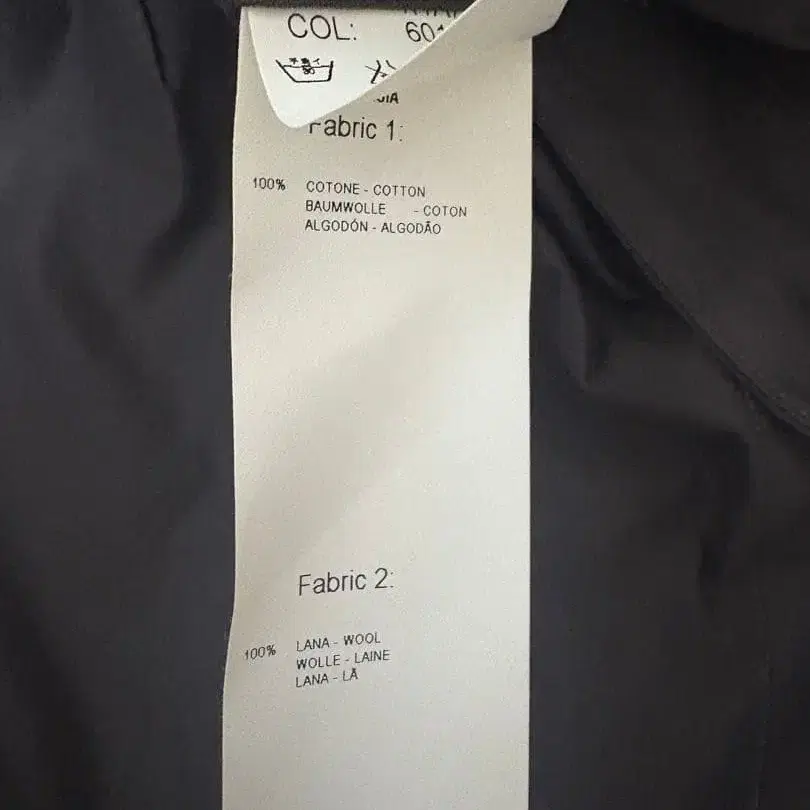 COL:
Fabric 1:
100% COTONE - COTTON
BAUMWOLLE - COTON
ALGODÓN - ALGODÃO
Fabric 2:
100% LANA - WOOL
WOLLE - LAINE
LANA - LÃ